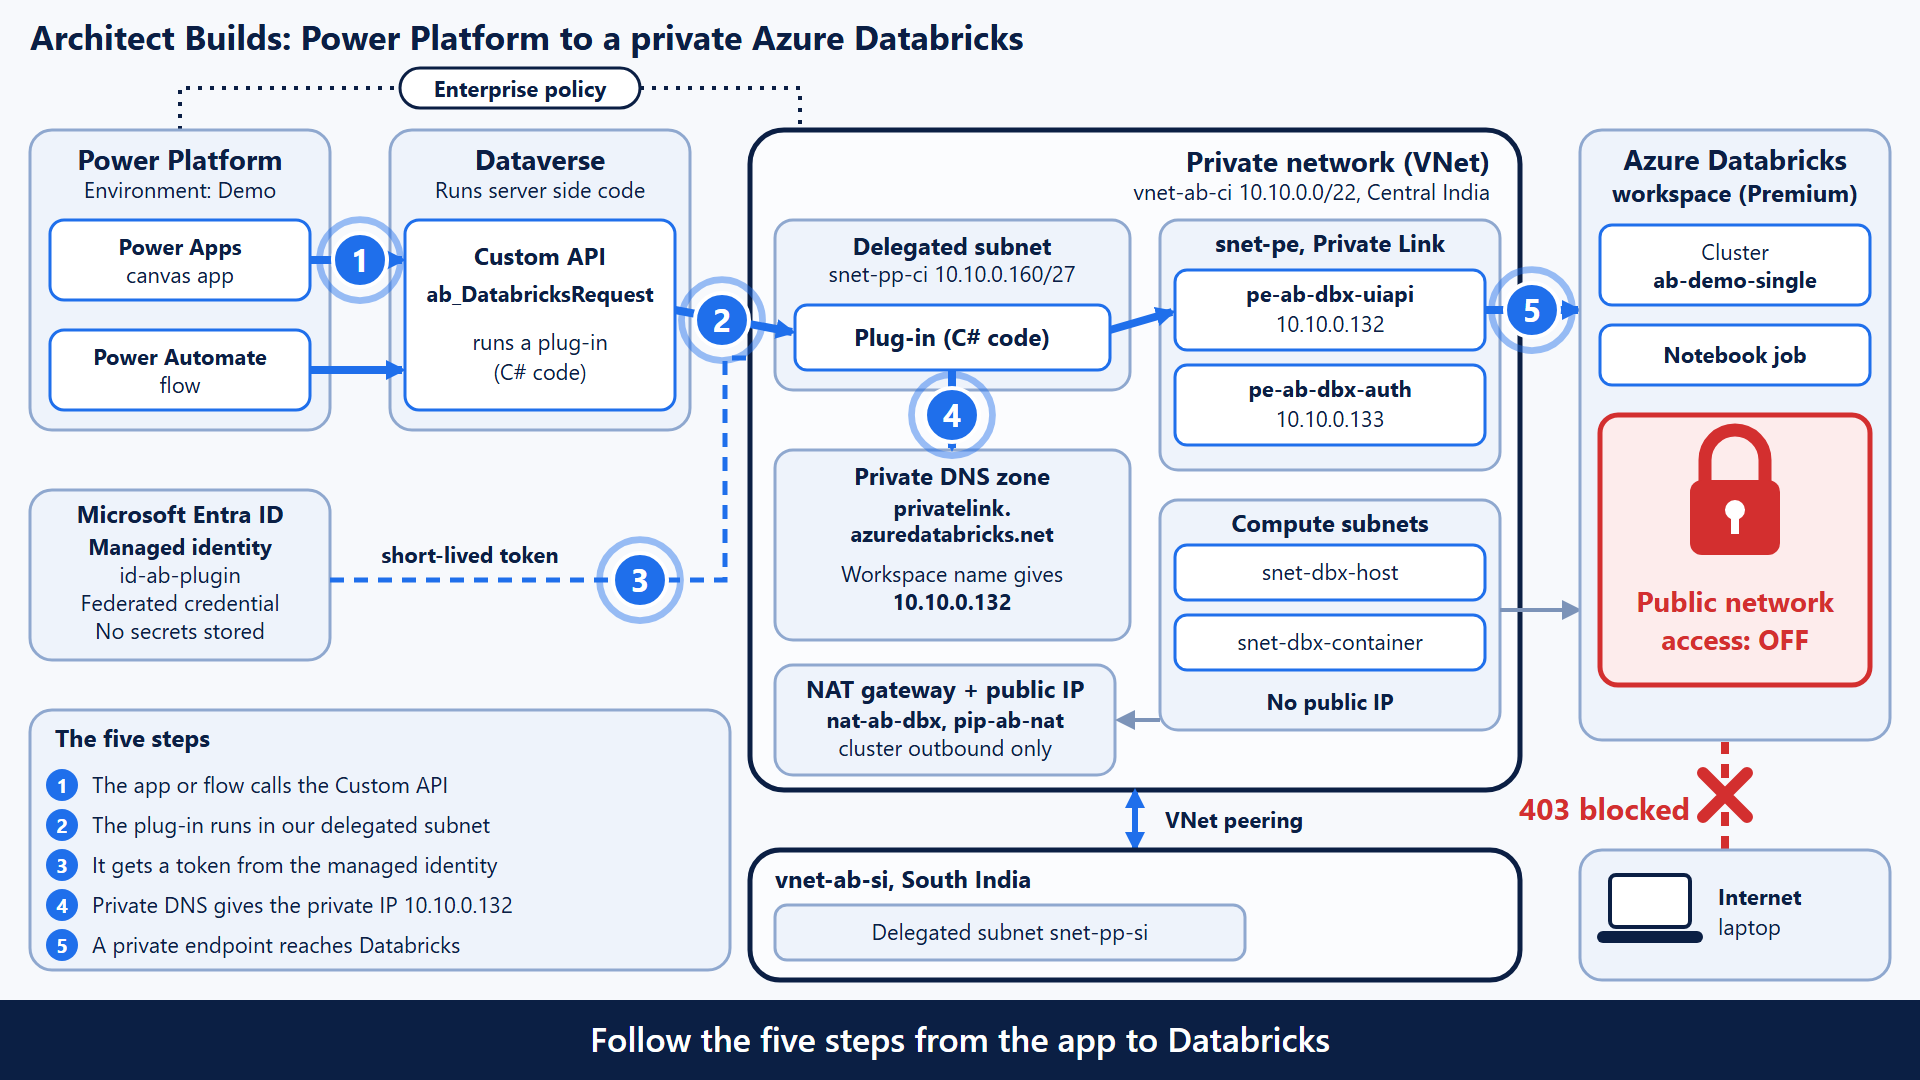 Architect Builds: Power Platform to a private Azure Databricks
Enterprise policy
Power Platform
Environment: Demo
Power Apps
canvas app
Power Automate
flow
1
Dataverse
Runs server side code
Custom API
ab_DatabricksRequest
runs a plug-in
(C# code)
2
Private network (VNet)
vnet-ab-ci 10.10.0.0/22, Central India
Delegated subnet
snet-pp-ci 10.10.0.160/27
Plug-in (C# code)
4
Private DNS zone
privatelink.
azuredatabricks.net
Workspace name gives
10.10.0.132
NAT gateway + public IP
nat-ab-dbx, pip-ab-nat
cluster outbound only
snet-pe, Private Link
pe-ab-dbx-uiapi
10.10.0.132
pe-ab-dbx-auth
10.10.0.133
5
Compute subnets
snet-dbx-host
snet-dbx-container
No public IP
Azure Databricks
workspace (Premium)
Cluster
ab-demo-single
Notebook job
Public network
access: OFF
403 blocked
Internet
laptop
Microsoft Entra ID
Managed identity
id-ab-plugin
Federated credential
No secrets stored
short-lived token
3
VNet peering
vnet-ab-si, South India
Delegated subnet snet-pp-si
The five steps
1 The app or flow calls the Custom API
2 The plug-in runs in our delegated subnet
3 It gets a token from the managed identity
4 Private DNS gives the private IP 10.10.0.132
5 A private endpoint reaches Databricks
Follow the five steps from the app to Databricks